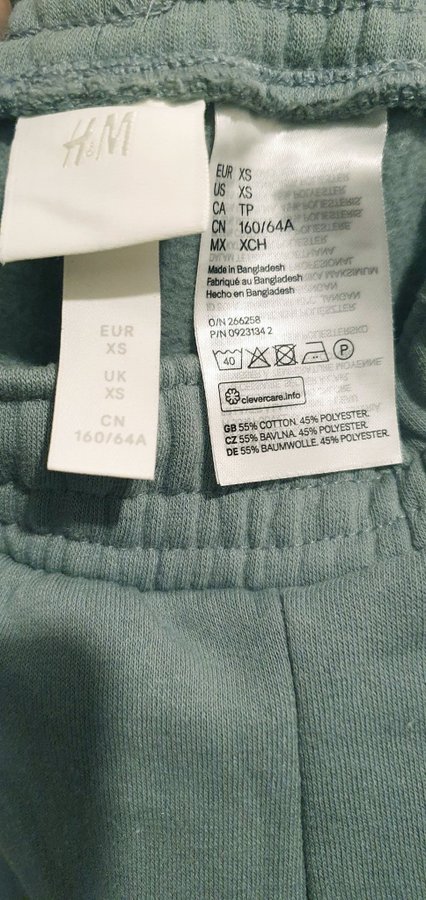 H&M
EUR
XS
UK
XS
CN
160/64A
EUR XS
US XS
CA TP
CN 160/64A
MX XCH
Made in Bangladesh
Fabriqué au Bangladesh
Hecho en Bangladesh
O/N 266258
P/N 0923134 2
40
P
clevercare.info
GB 55% COTTON. 45% POLYESTER.
CZ 55% BAVLNA. 45% POLYESTER.
DE 55% BAUMWOLLE. 45% POLYESTER.